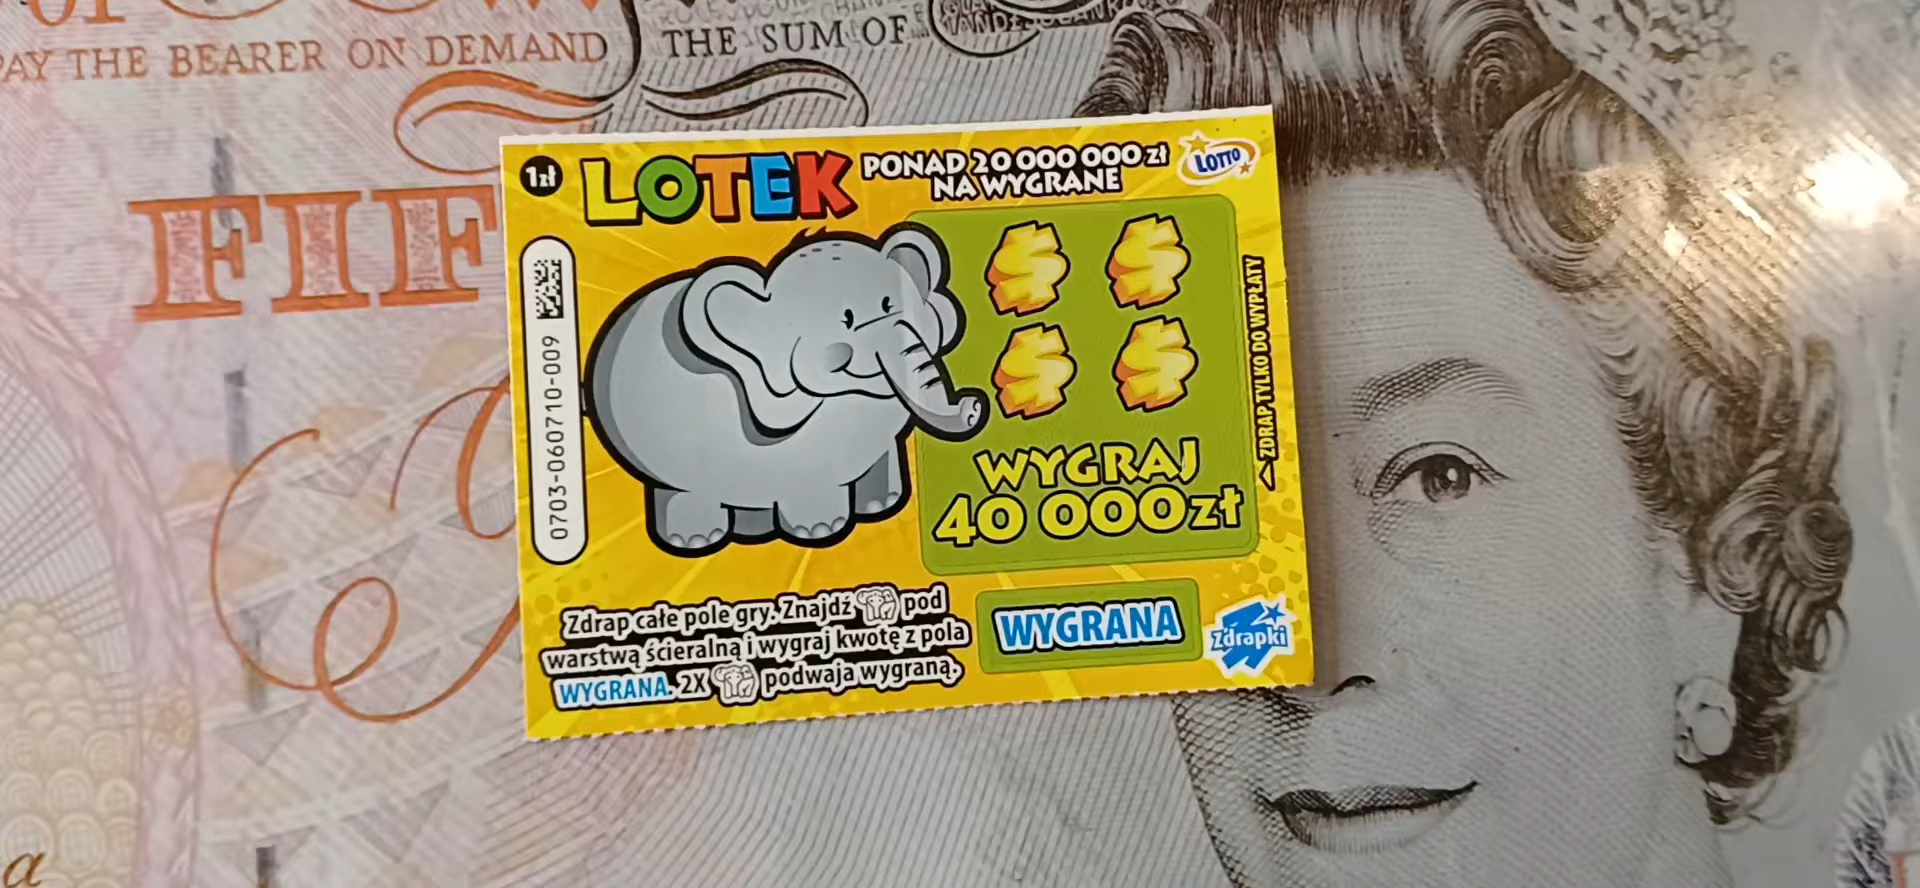 PAY THE BEARER ON DEMAND
THE SUM OF
FIF
1zł
LOTEK
PONAD 20 000 000 zł
NA WYGRANE
LOTTO
0703-060710-009
ZDRAP TYLKO DO WYPŁATY
WYGRAJ
40 000 zł
Zdrap całe pole gry. Znajdź pod
warstwą ścieralną i wygraj kwotę z pola
WYGRANA. 2X podwaja wygraną.
WYGRANA
Zdrapki
a